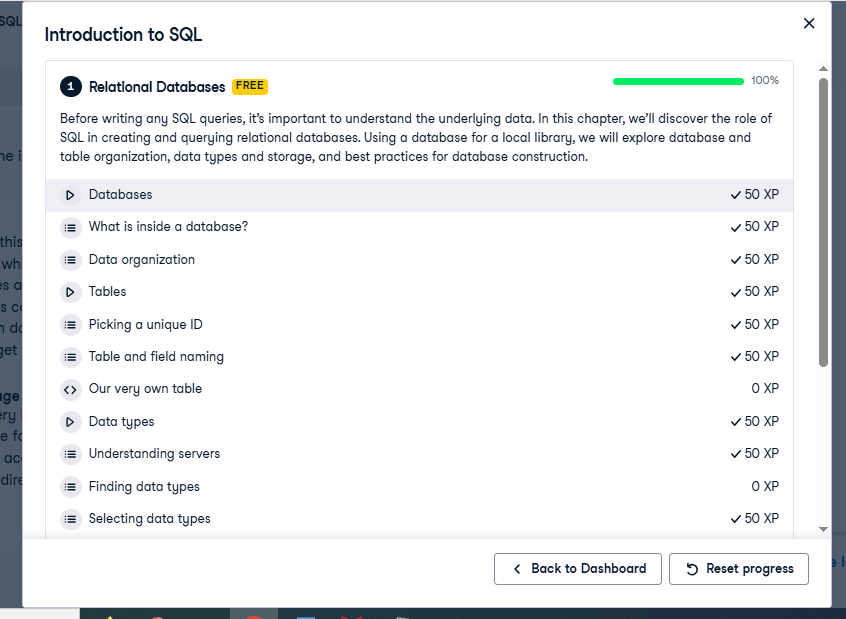 SQL
Introduction to SQL
1 Relational Databases FREE 100%
Before writing any SQL queries, it's important to understand the underlying data. In this chapter, we'll discover the role of
SQL in creating and querying relational databases. Using a database for a local library, we will explore database and
table organization, data types and storage, and best practices for database construction.
Databases 50 XP
What is inside a database? 50 XP
Data organization 50 XP
Tables 50 XP
Picking a unique ID 50 XP
Table and field naming 50 XP
Our very own table 0 XP
Data types 50 XP
Understanding servers 50 XP
Finding data types 0 XP
Selecting data types 50 XP
Back to Dashboard
Reset progress